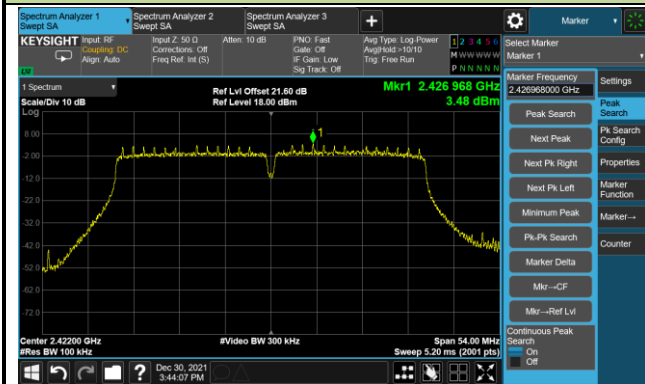 Spectrum Analyzer 1
Swept SA
Spectrum Analyzer 2
Swept SA
Spectrum Analyzer 3
Swept SA
Marker
KEYSIGHT
Input: RF
Coupling: DC
Align: Auto
Input Z: 50 Ω
Corrections: Off
Freq Ref: Int (S)
Atten: 10 dB
PNO: Fast
Gate: Off
IF Gain: Low
Sig Track: Off
Avg Type: Log-Power
Avg|Hold:>10/10
Trig: Free Run
1 2 3 4 5 6
M W W W W W
P N N N N N
LXI
Select Marker
Marker 1
1 Spectrum
Scale/Div 10 dB
Log
Ref Lvl Offset 21.60 dB
Ref Level 18.00 dBm
Mkr1 2.426 968 GHz
3.48 dBm
8.00
-2.00
-12.0
-22.0
-32.0
-42.0
-52.0
-62.0
-72.0
1
Center 2.42200 GHz
#Res BW 100 kHz
#Video BW 300 kHz
Span 54.00 MHz
Sweep 5.20 ms (2001 pts)
Marker Frequency
2.426968000 GHz
Peak Search
Next Peak
Next Pk Right
Next Pk Left
Minimum Peak
Pk-Pk Search
Marker Delta
Mkr→CF
Mkr→Ref Lvl
Continuous Peak
Search
On
Off
Settings
Peak
Search
Pk Search
Config
Properties
Marker
Function
Marker→
Counter
Dec 30, 2021
3:44:07 PM